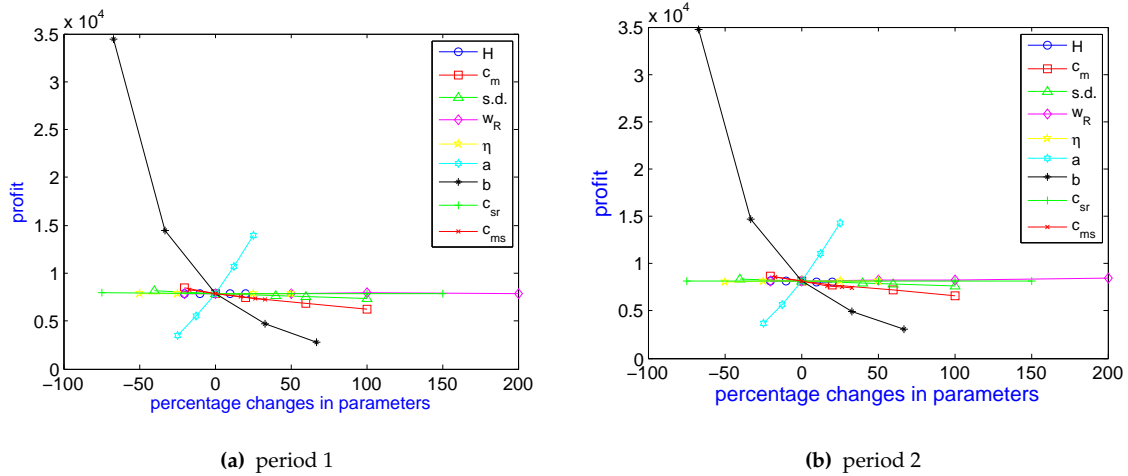 x 10^4
3.5
3
2.5
2
1.5
1
0.5
0
profit
−100
−50
0
50
100
150
200
percentage changes in parameters
H
c_m
s.d.
w_R
η
a
b
c_sr
c_ms
(a) period 1
x 10^4
3.5
3
2.5
2
1.5
1
0.5
0
profit
−100
−50
0
50
100
150
200
percentage changes in parameters
H
c_m
s.d.
w_R
η
a
b
c_sr
c_ms
(b) period 2